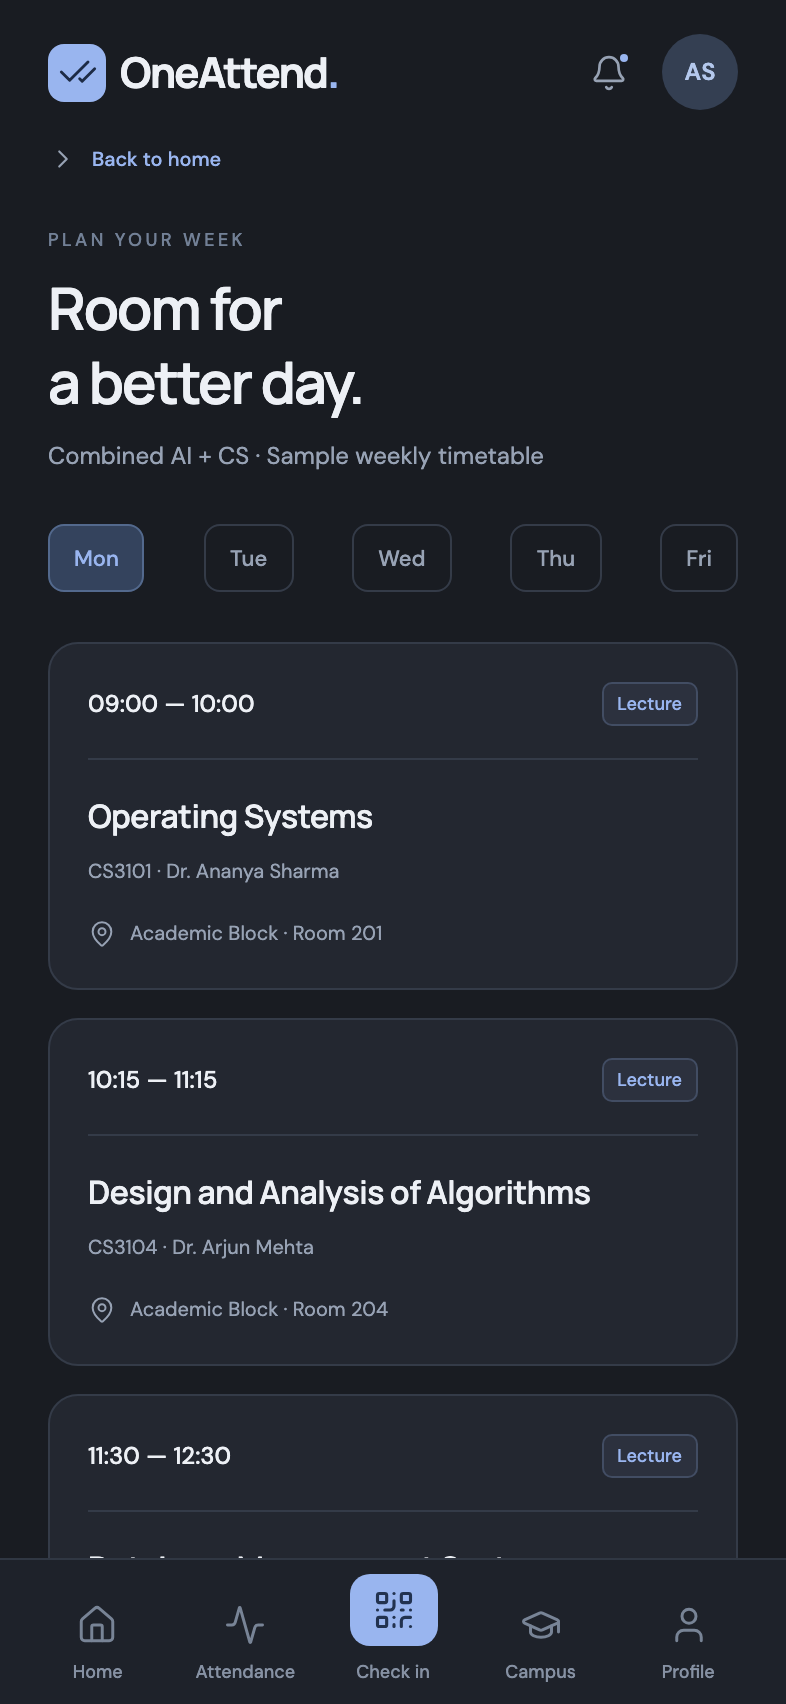 OneAttend.
AS
Back to home
PLAN YOUR WEEK
Room for
a better day.
Combined AI + CS · Sample weekly timetable
Mon
Tue
Wed
Thu
Fri
09:00 — 10:00
Lecture
Operating Systems
CS3101 · Dr. Ananya Sharma
Academic Block · Room 201
10:15 — 11:15
Lecture
Design and Analysis of Algorithms
CS3104 · Dr. Arjun Mehta
Academic Block · Room 204
11:30 — 12:30
Lecture
Home
Attendance
Check in
Campus
Profile